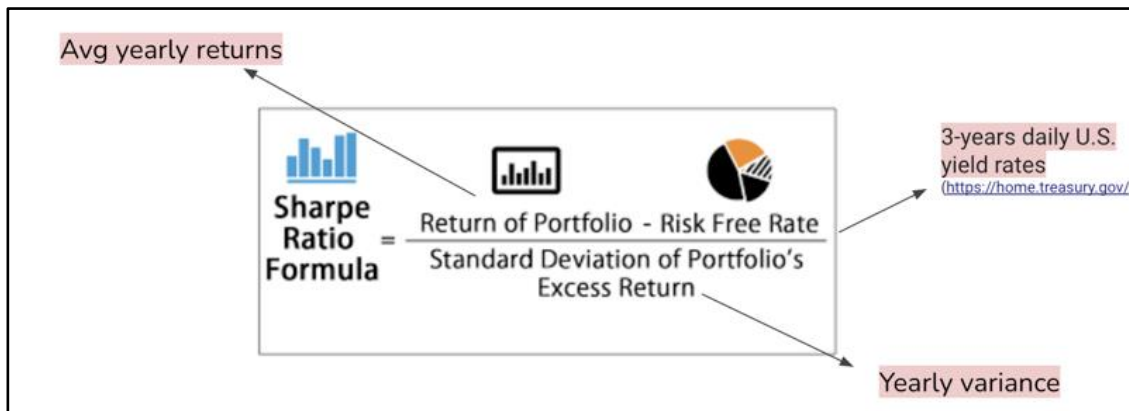 Avg yearly returns
3-years daily U.S.
yield rates
(https://home.treasury.gov/
Sharpe
Ratio
Formula
=
Return of Portfolio - Risk Free Rate
Standard Deviation of Portfolio's
Excess Return
Yearly variance